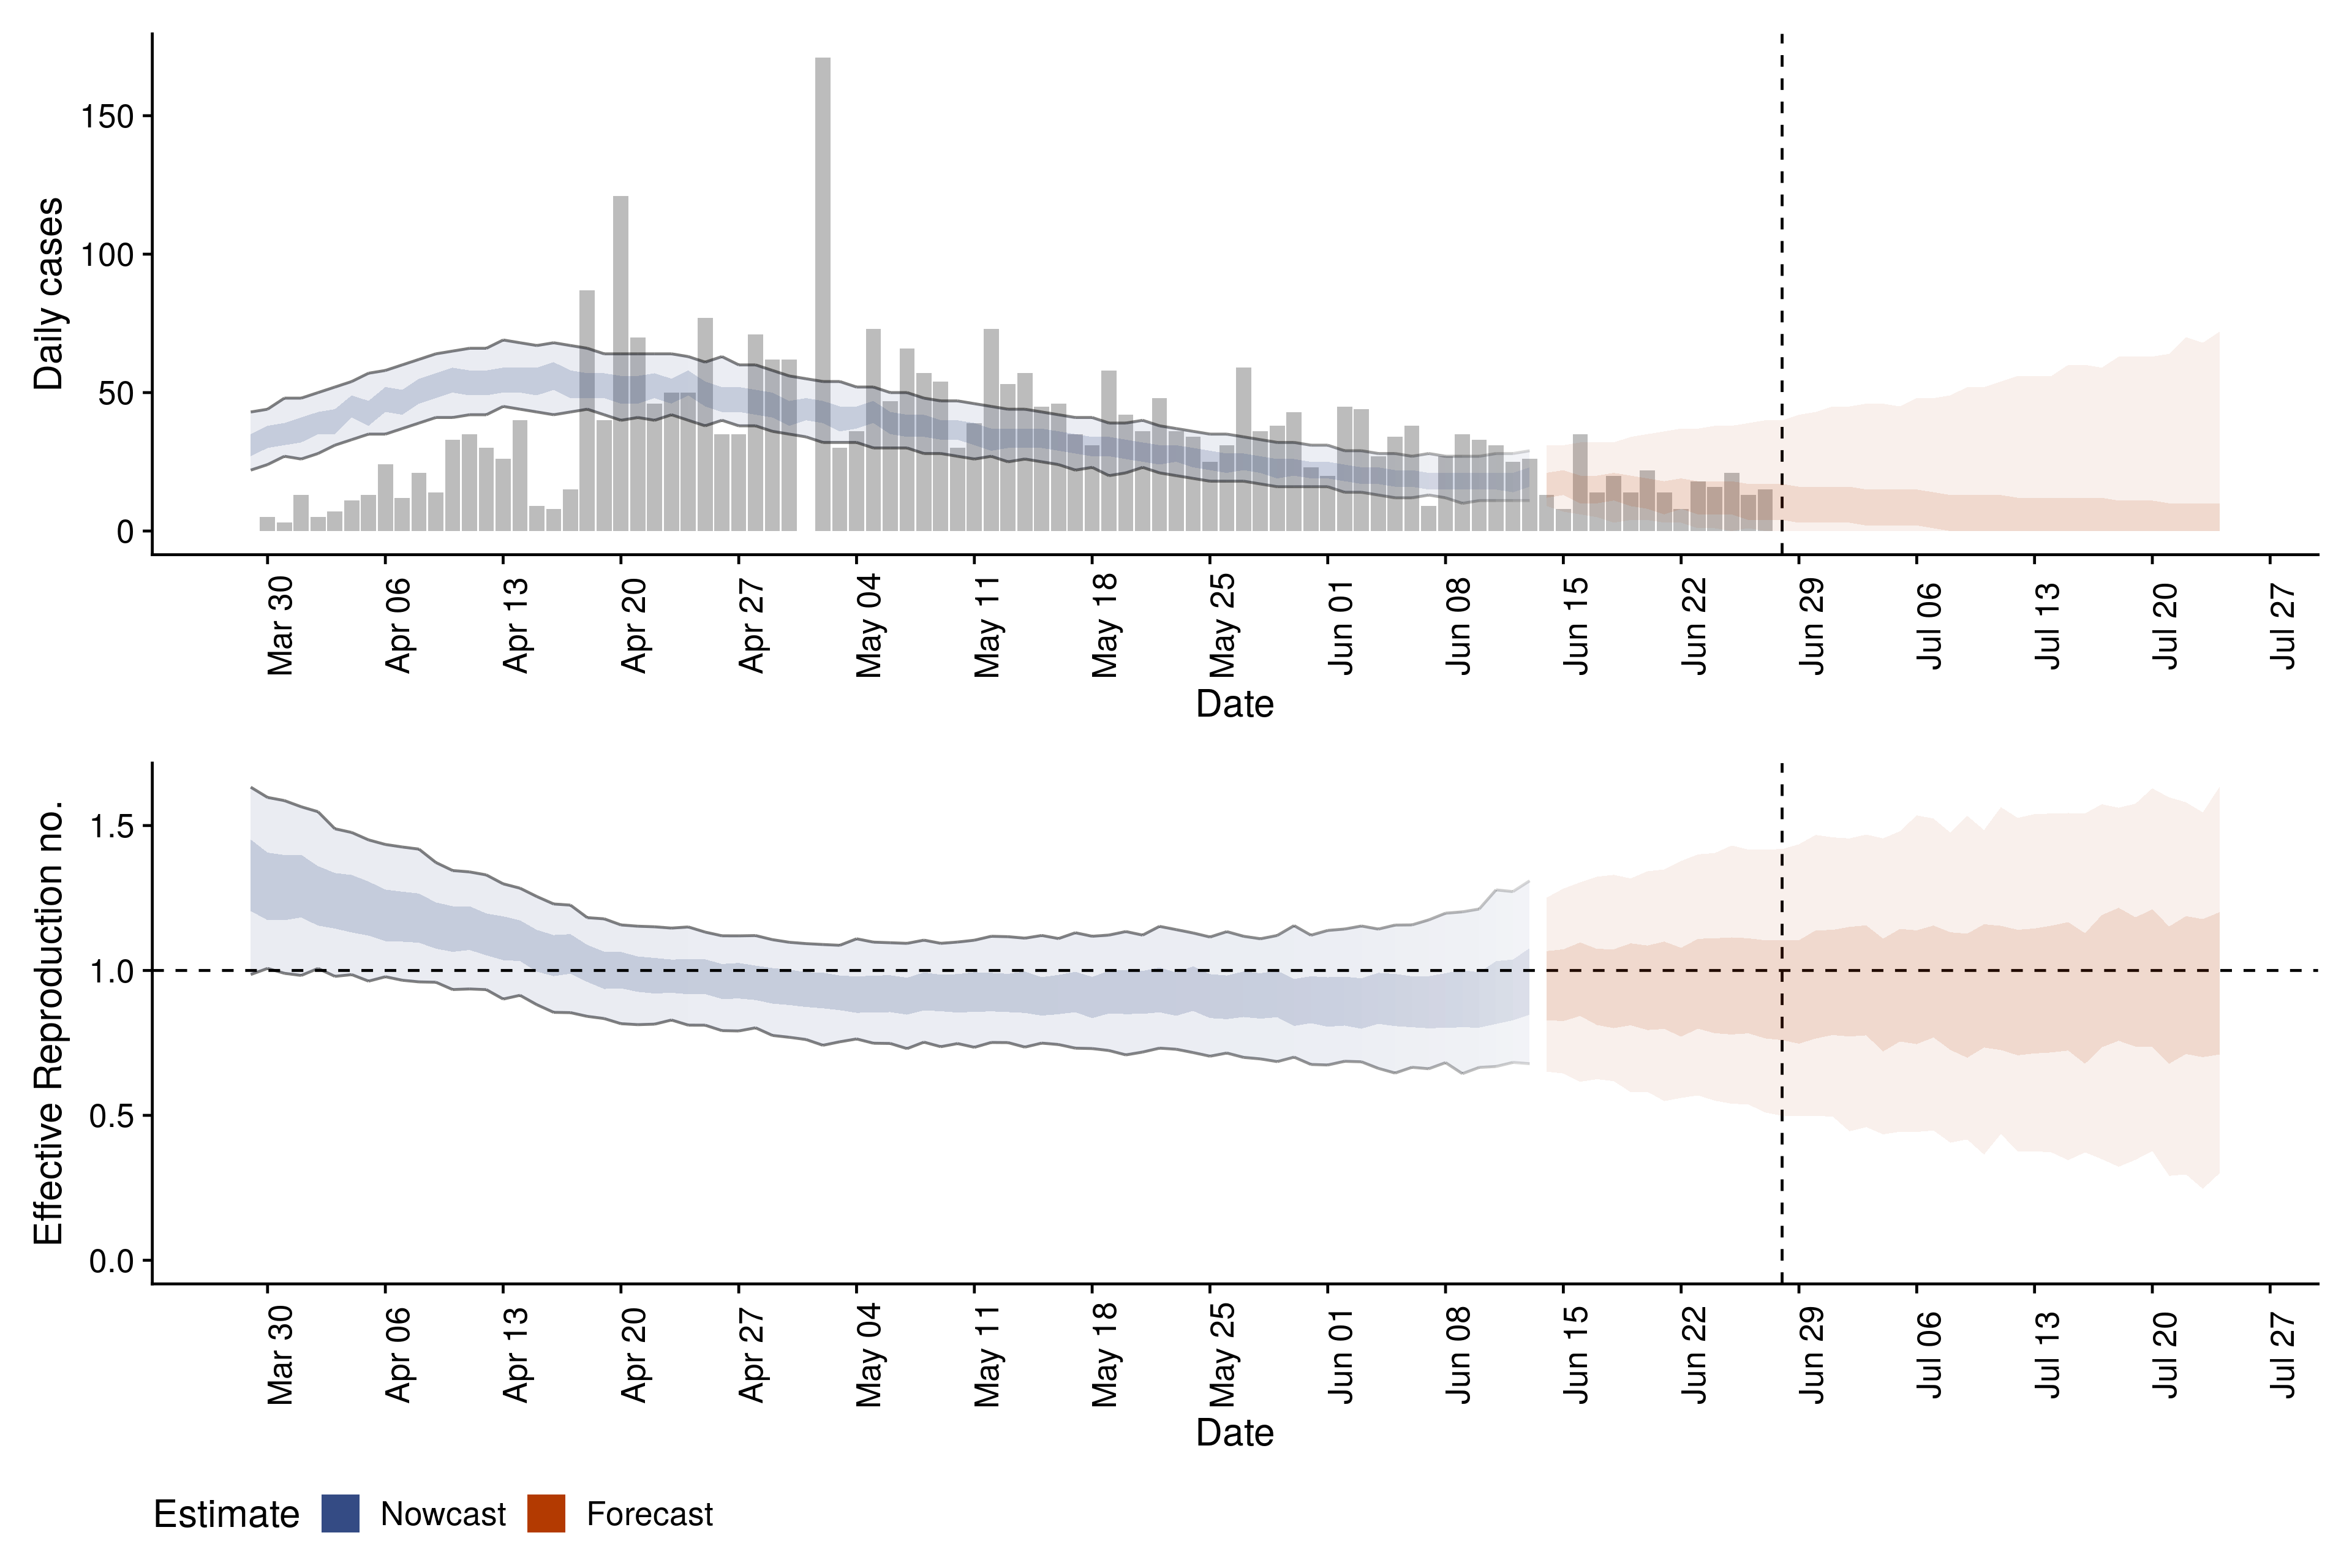 Daily cases
150
100
50
0
Mar 30
Apr 06
Apr 13
Apr 20
Apr 27
May 04
May 11
May 18
May 25
Jun 01
Jun 08
Jun 15
Jun 22
Jun 29
Jul 06
Jul 13
Jul 20
Jul 27
Date
Effective Reproduction no.
1.5
1.0
0.5
0.0
Mar 30
Apr 06
Apr 13
Apr 20
Apr 27
May 04
May 11
May 18
May 25
Jun 01
Jun 08
Jun 15
Jun 22
Jun 29
Jul 06
Jul 13
Jul 20
Jul 27
Date
Estimate Nowcast Forecast